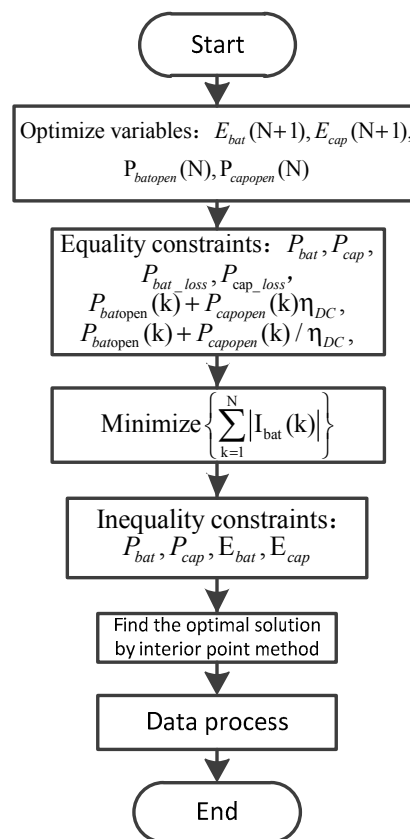 Start
Optimize variables: E_bat(N+1), E_cap(N+1),
P_batopen(N), P_capopen(N)
Equality constraints: P_bat, P_cap,
P_bat_loss, P_cap_loss,
P_batopen(k) + P_capopen(k)η_DC,
P_batopen(k) + P_capopen(k) / η_DC,
Minimize{∑_{k=1}^{N}|I_bat(k)|}
Inequality constraints:
P_bat, P_cap, E_bat, E_cap
Find the optimal solution
by interior point method
Data process
End